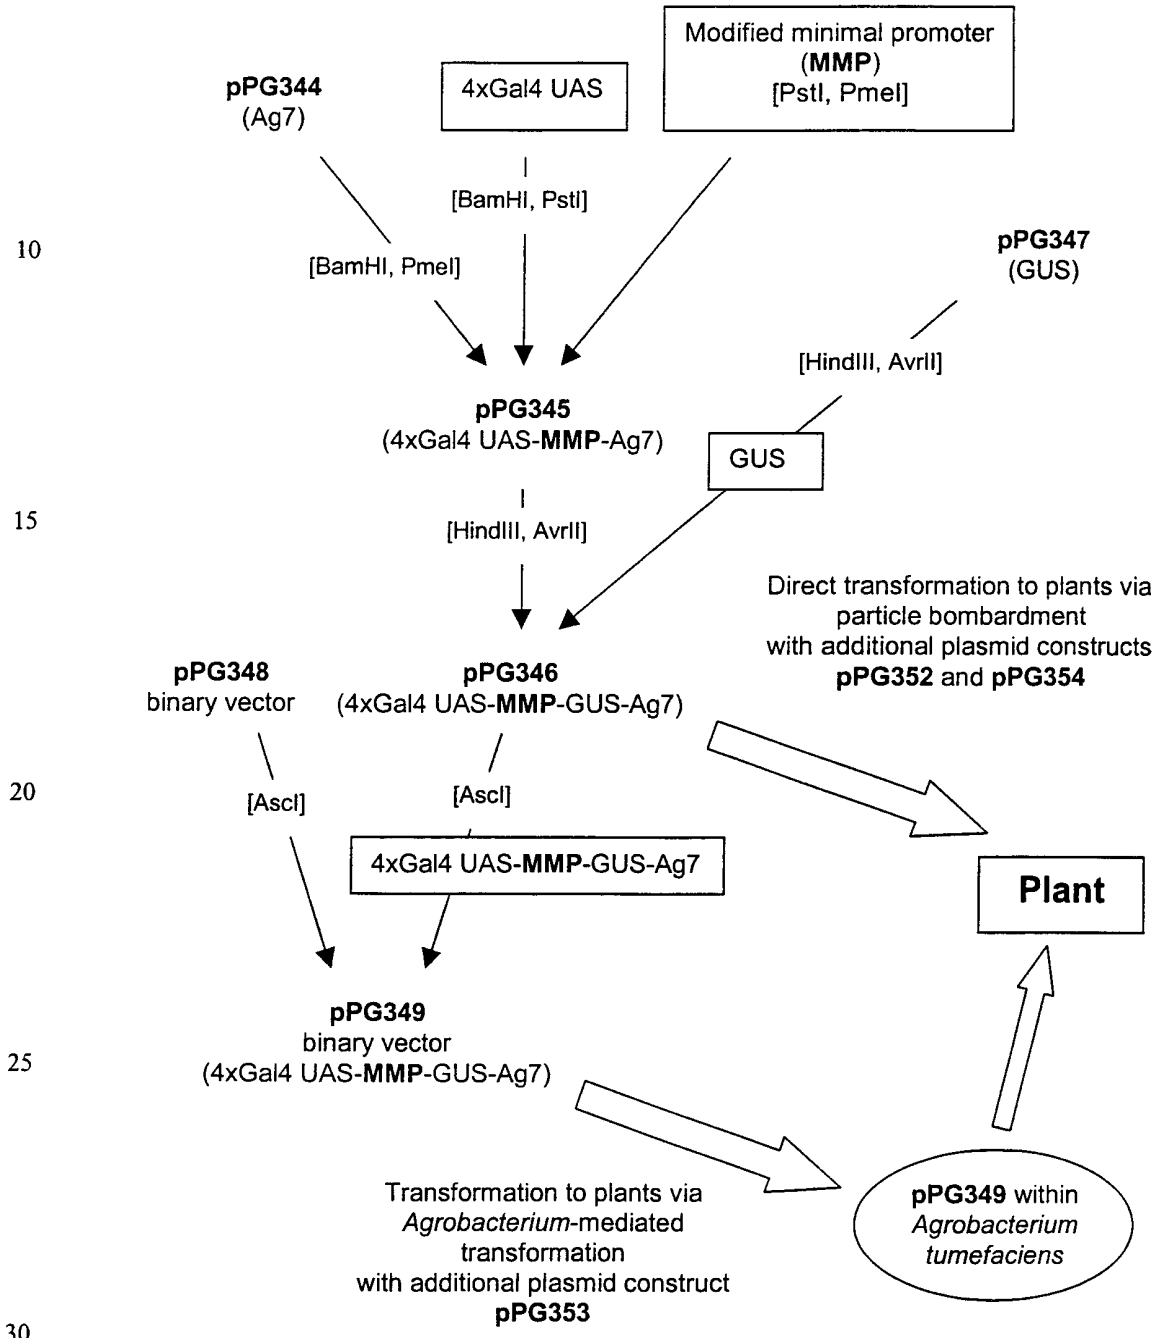 Modified minimal promoter
(MMP)
[PstI, PmeI]
pPG344
(Ag7)
4xGal4 UAS
[BamHI, PstI]
10
[BamHI, PmeI]
pPG347
(GUS)
[HindIII, AvrII]
pPG345
(4xGal4 UAS-MMP-Ag7)
GUS
15
[HindIII, AvrII]
Direct transformation to plants via
particle bombardment
with additional plasmid constructs
pPG352 and pPG354
pPG348
binary vector
pPG346
(4xGal4 UAS-MMP-GUS-Ag7)
20
[AscI]
[AscI]
4xGal4 UAS-MMP-GUS-Ag7
Plant
pPG349
binary vector
25
(4xGal4 UAS-MMP-GUS-Ag7)
Transformation to plants via
Agrobacterium-mediated
transformation
with additional plasmid construct
pPG353
pPG349 within
Agrobacterium
tumefaciens
30